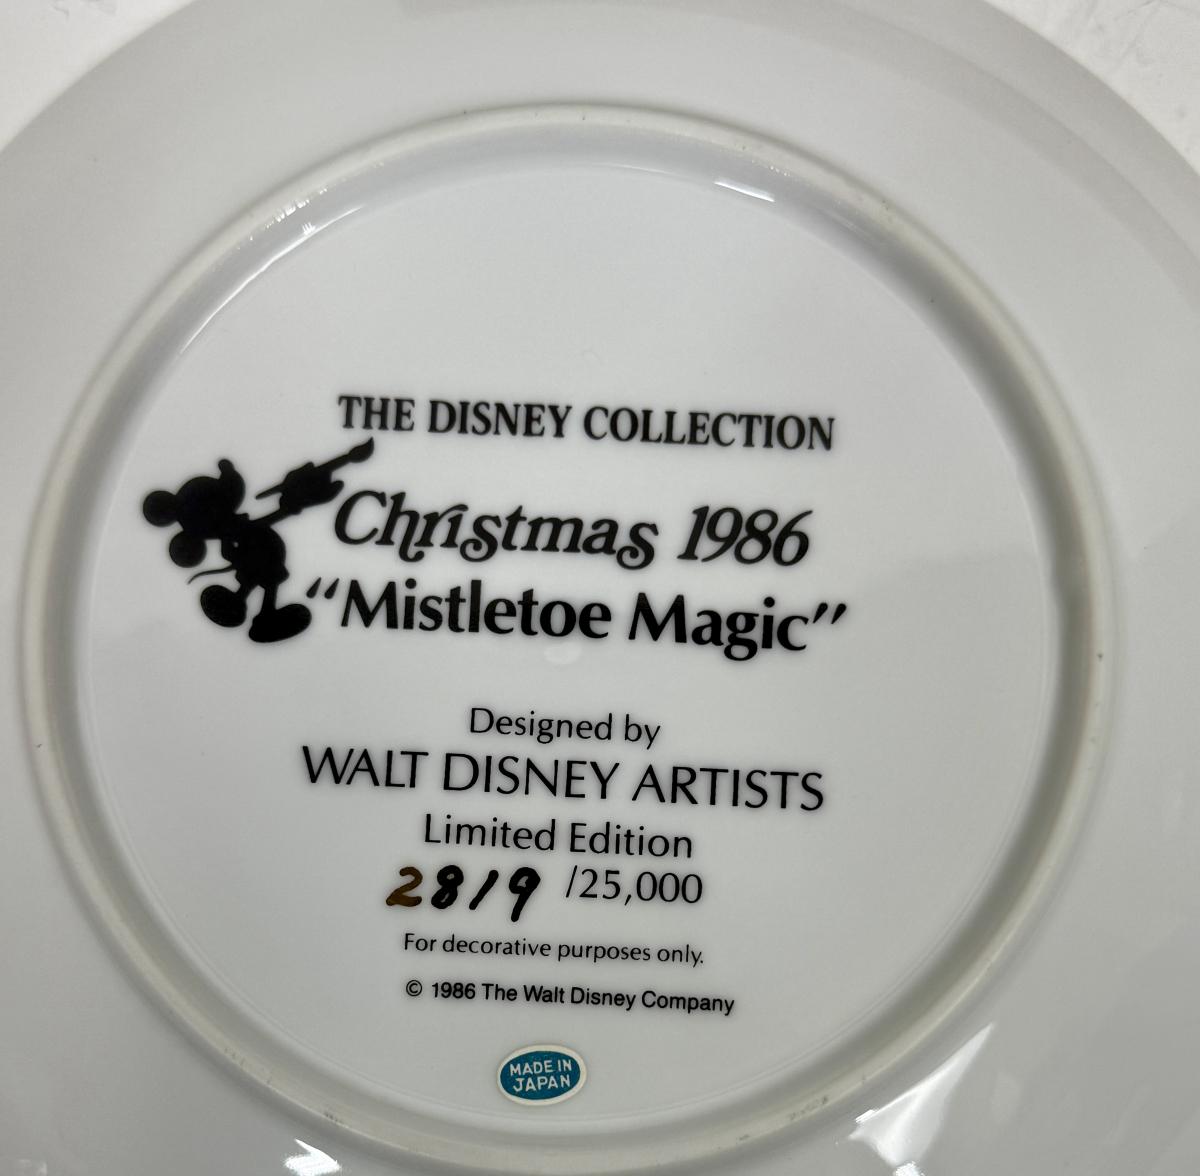 THE DISNEY COLLECTION
Christmas 1986
“Mistletoe Magic”
Designed by
WALT DISNEY ARTISTS
Limited Edition
2819 /25,000
For decorative purposes only.
© 1986 The Walt Disney Company
MADE IN
JAPAN